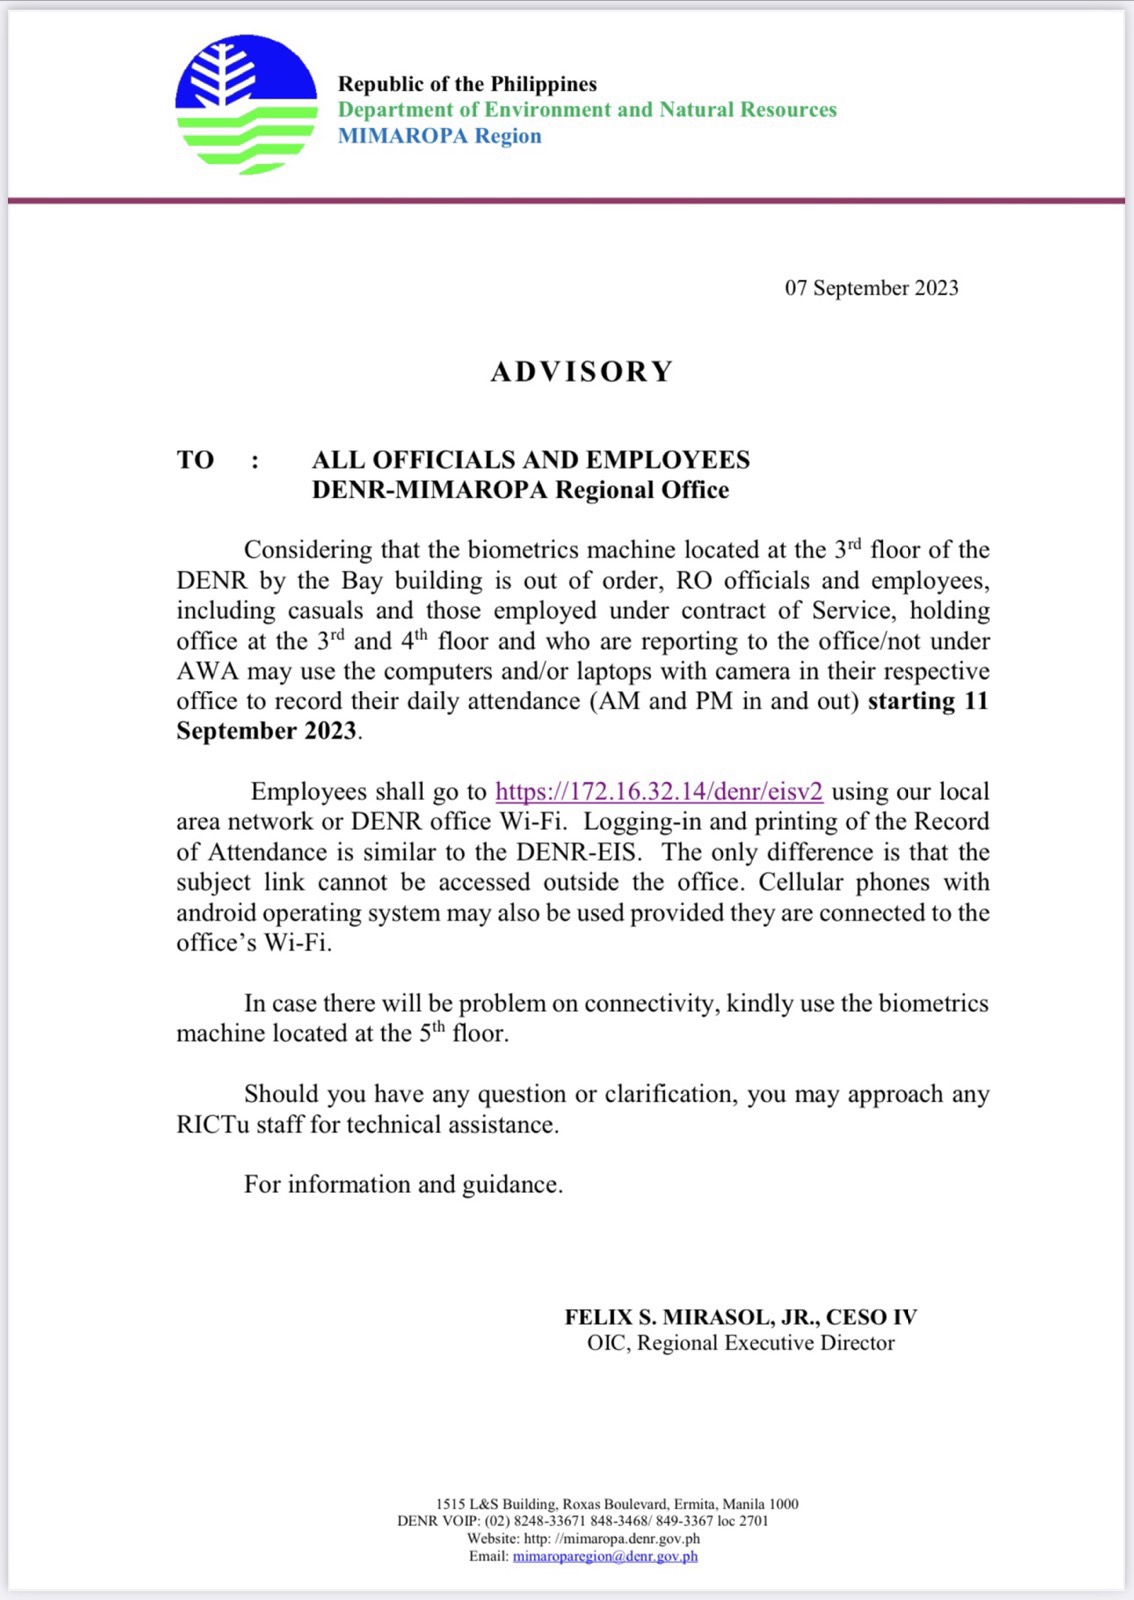 Republic of the Philippines
Department of Environment and Natural Resources
MIMAROPA Region
07 September 2023
ADVISORY
TO : ALL OFFICIALS AND EMPLOYEES
DENR-MIMAROPA Regional Office
Considering that the biometrics machine located at the 3rd floor of the
DENR by the Bay building is out of order, RO officials and employees,
including casuals and those employed under contract of Service, holding
office at the 3rd and 4th floor and who are reporting to the office/not under
AWA may use the computers and/or laptops with camera in their respective
office to record their daily attendance (AM and PM in and out) starting 11
September 2023.
Employees shall go to https://172.16.32.14/denr/eisv2 using our local
area network or DENR office Wi-Fi. Logging-in and printing of the Record
of Attendance is similar to the DENR-EIS. The only difference is that the
subject link cannot be accessed outside the office. Cellular phones with
android operating system may also be used provided they are connected to the
office’s Wi-Fi.
In case there will be problem on connectivity, kindly use the biometrics
machine located at the 5th floor.
Should you have any question or clarification, you may approach any
RICTu staff for technical assistance.
For information and guidance.
FELIX S. MIRASOL, JR., CESO IV
OIC, Regional Executive Director
1515 L&S Building, Roxas Boulevard, Ermita, Manila 1000
DENR VOIP: (02) 8248-33671 848-3468/ 849-3367 loc 2701
Website: http: //mimaropa.denr.gov.ph
Email: mimaroparegion@denr.gov.ph